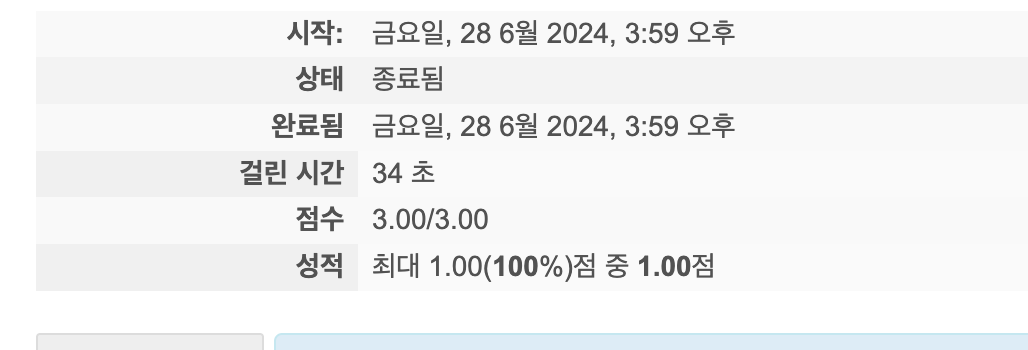 시작: 금요일, 28 6월 2024, 3:59 오후
상태 종료됨
완료됨 금요일, 28 6월 2024, 3:59 오후
걸린 시간 34 초
점수 3.00/3.00
성적 최대 1.00(100%)점 중 1.00점